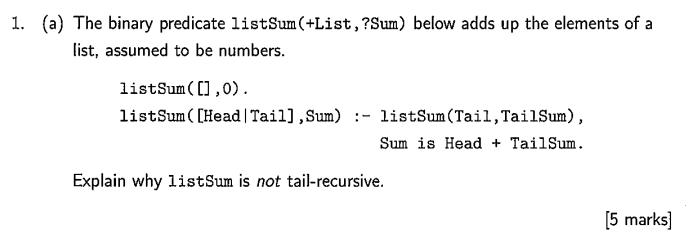 1. (a) The binary predicate listSum(+List,?Sum) below adds up the elements of a
list, assumed to be numbers.
listSum([],0).
listSum([Head|Tail],Sum) :- listSum(Tail,TailSum),
Sum is Head + TailSum.
Explain why listSum is not tail-recursive.
[5 marks]